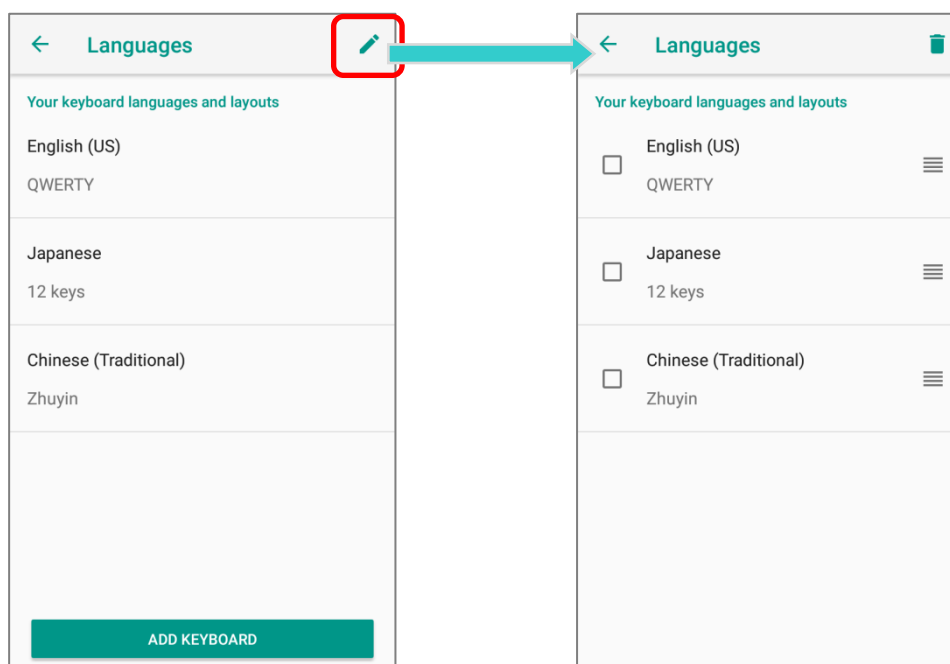 Languages
Your keyboard languages and layouts
English (US)
QWERTY
Japanese
12 keys
Chinese (Traditional)
Zhuyin
ADD KEYBOARD
Languages
Your keyboard languages and layouts
English (US)
QWERTY
Japanese
12 keys
Chinese (Traditional)
Zhuyin